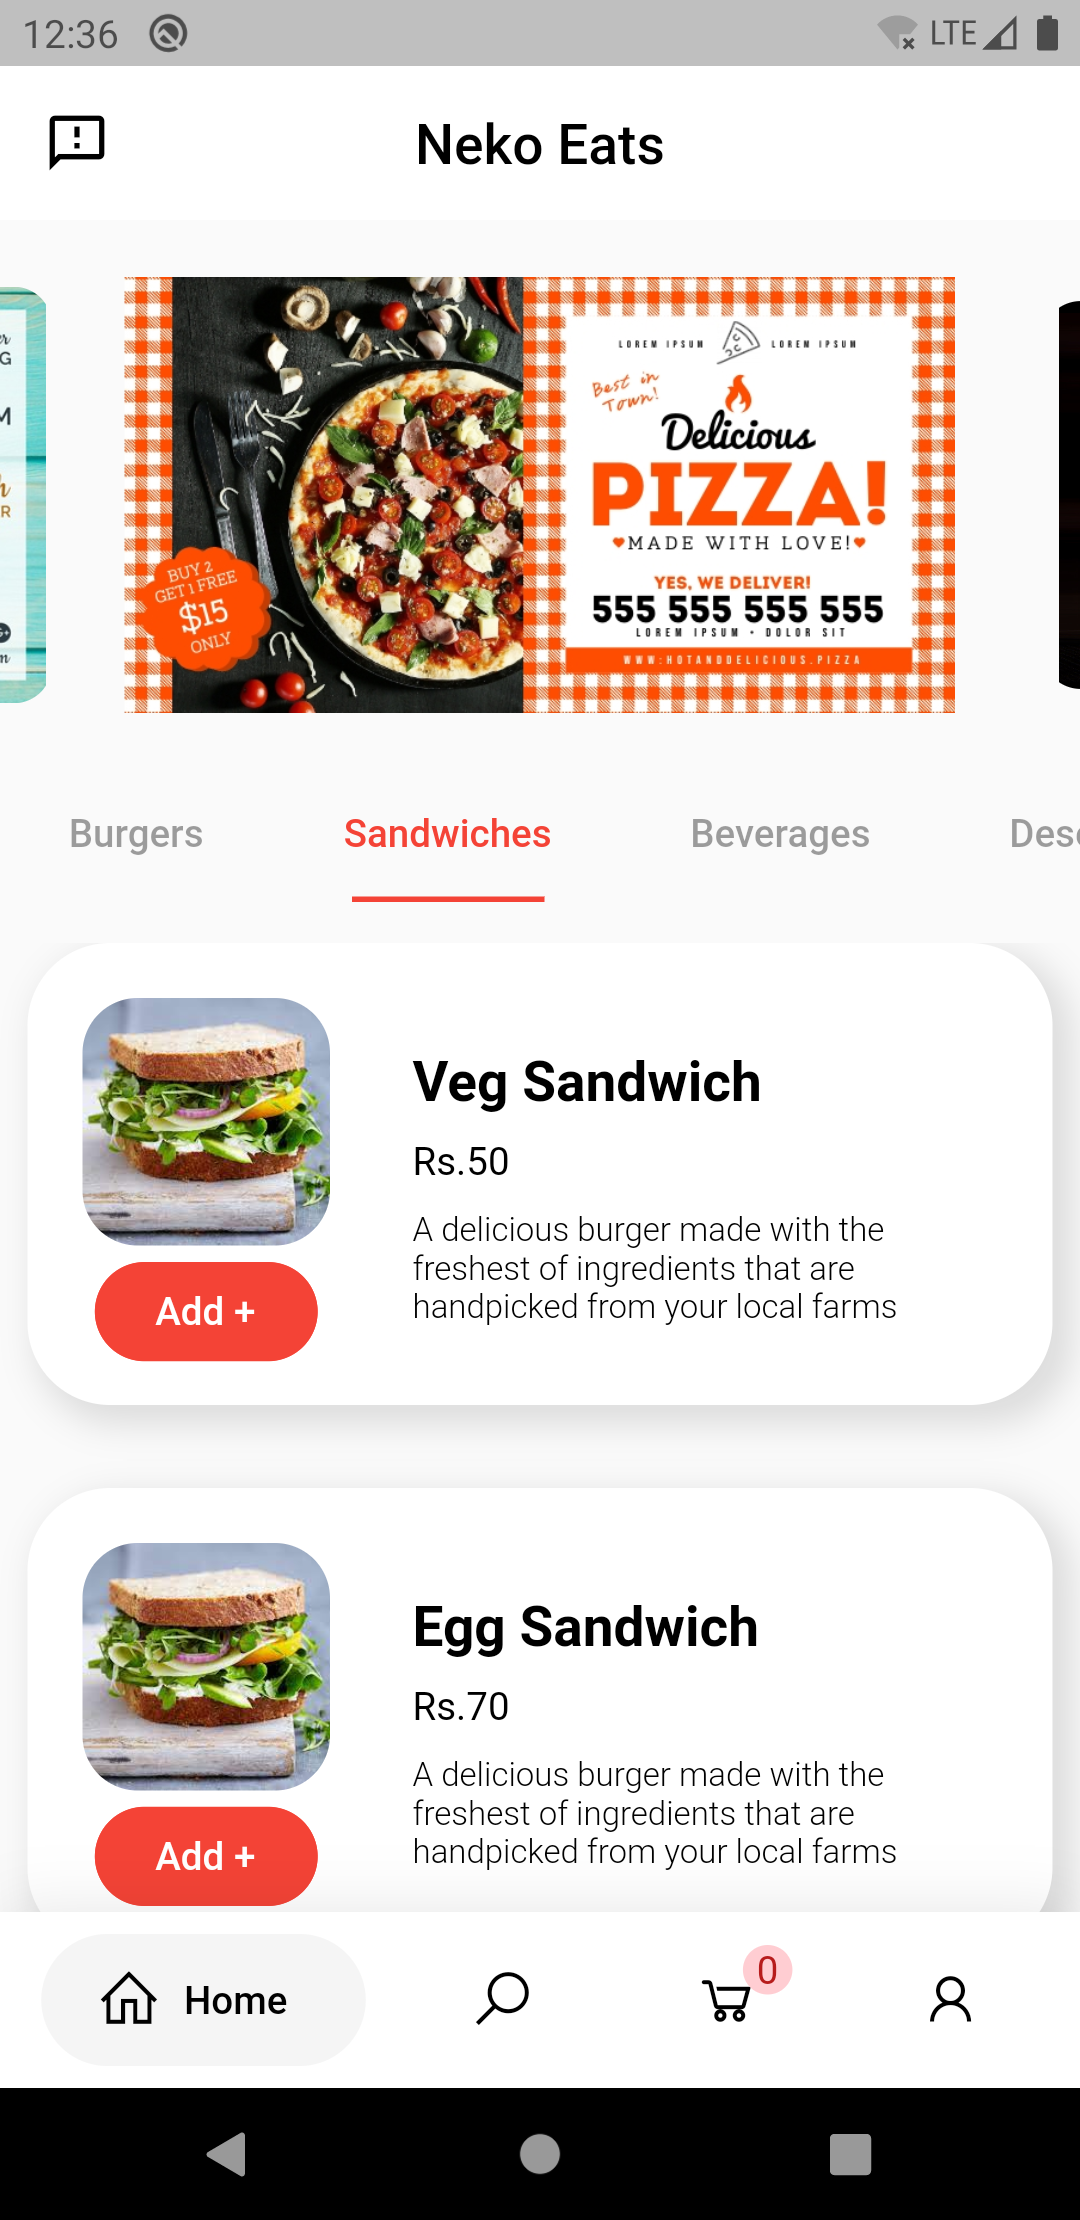 12:36
LTE
Neko Eats
G
M
R
LOREM IPSUM LOREM IPSUM
Best in
Town!
Delicious
PIZZA!
MADE WITH LOVE!
YES, WE DELIVER!
555 555 555 555
LOREM IPSUM • DOLOR SIT
WWW.HOTANDDELICIOUS.PIZZA
BUY 2
GET 1 FREE
$15
ONLY
Burgers Sandwiches Beverages Des
Veg Sandwich
Rs.50
A delicious burger made with the
freshest of ingredients that are
handpicked from your local farms
Add +
Egg Sandwich
Rs.70
A delicious burger made with the
freshest of ingredients that are
handpicked from your local farms
Add +
Home
0